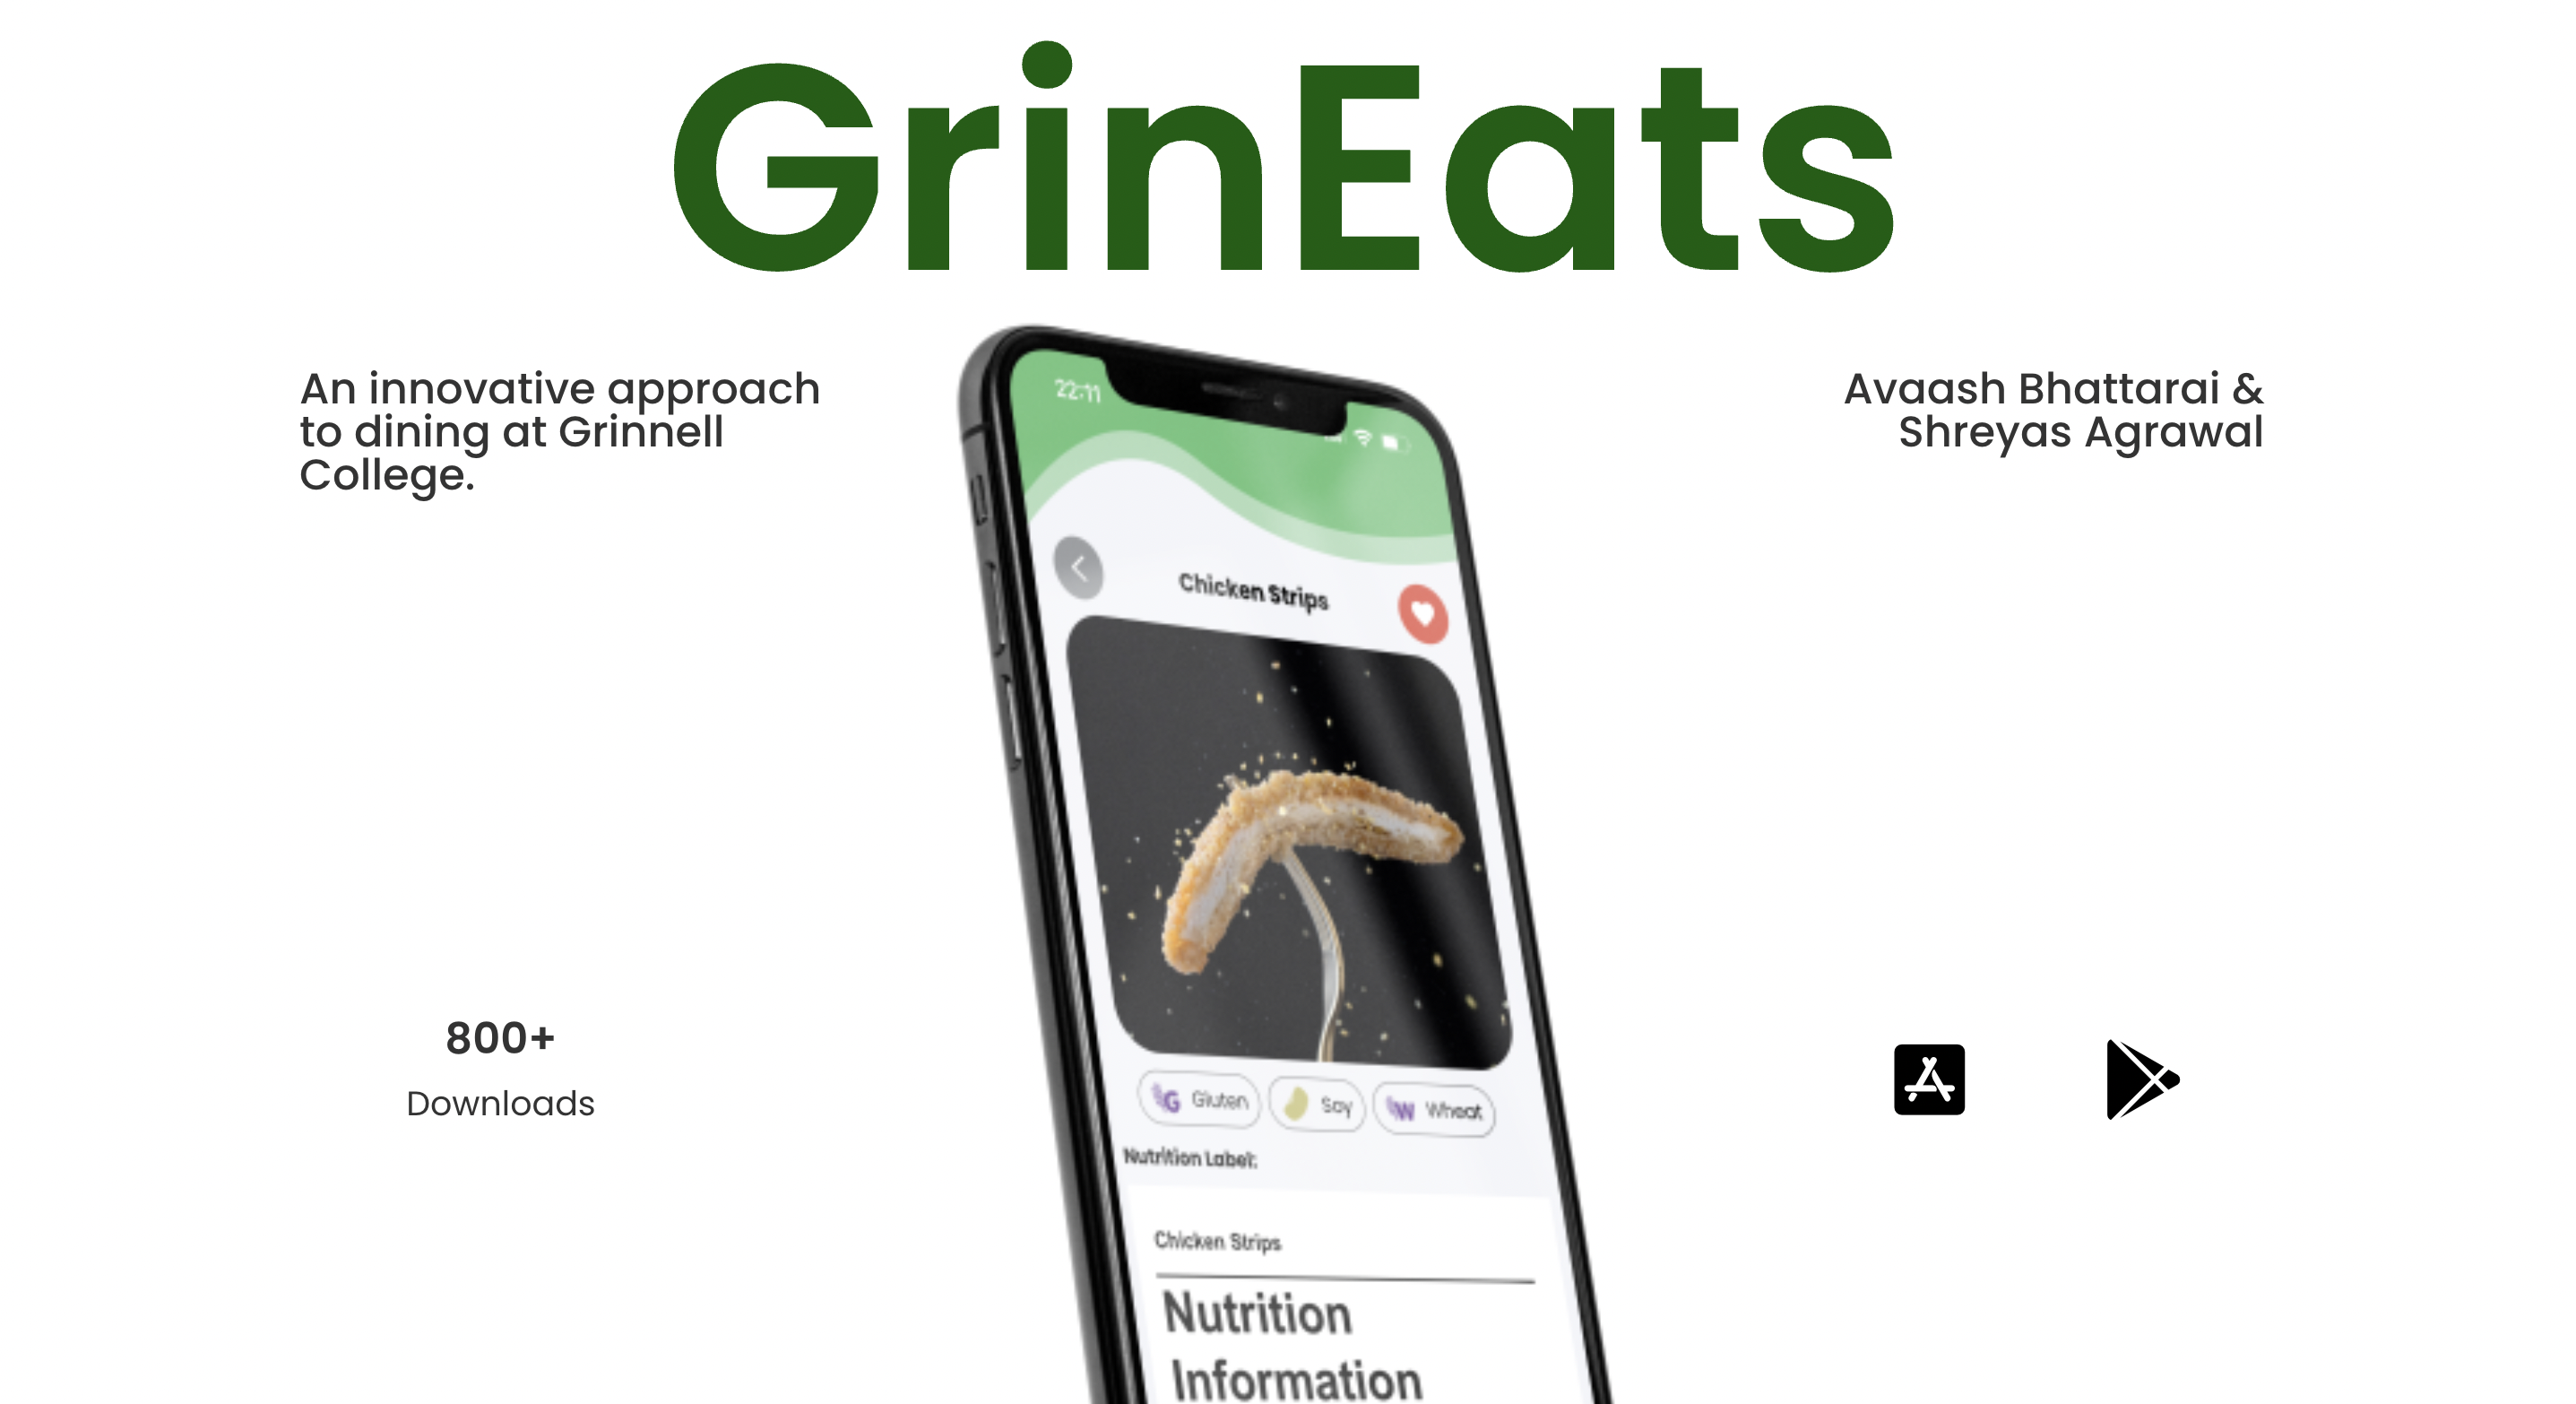 GrinEats
An innovative approach
to dining at Grinnell
College.
Avaash Bhattarai &
Shreyas Agrawal
22:11
Chicken Strips
G Gluten
Soy
W Wheat
Nutrition Label:
Chicken Strips
Nutrition
Information
800+
Downloads